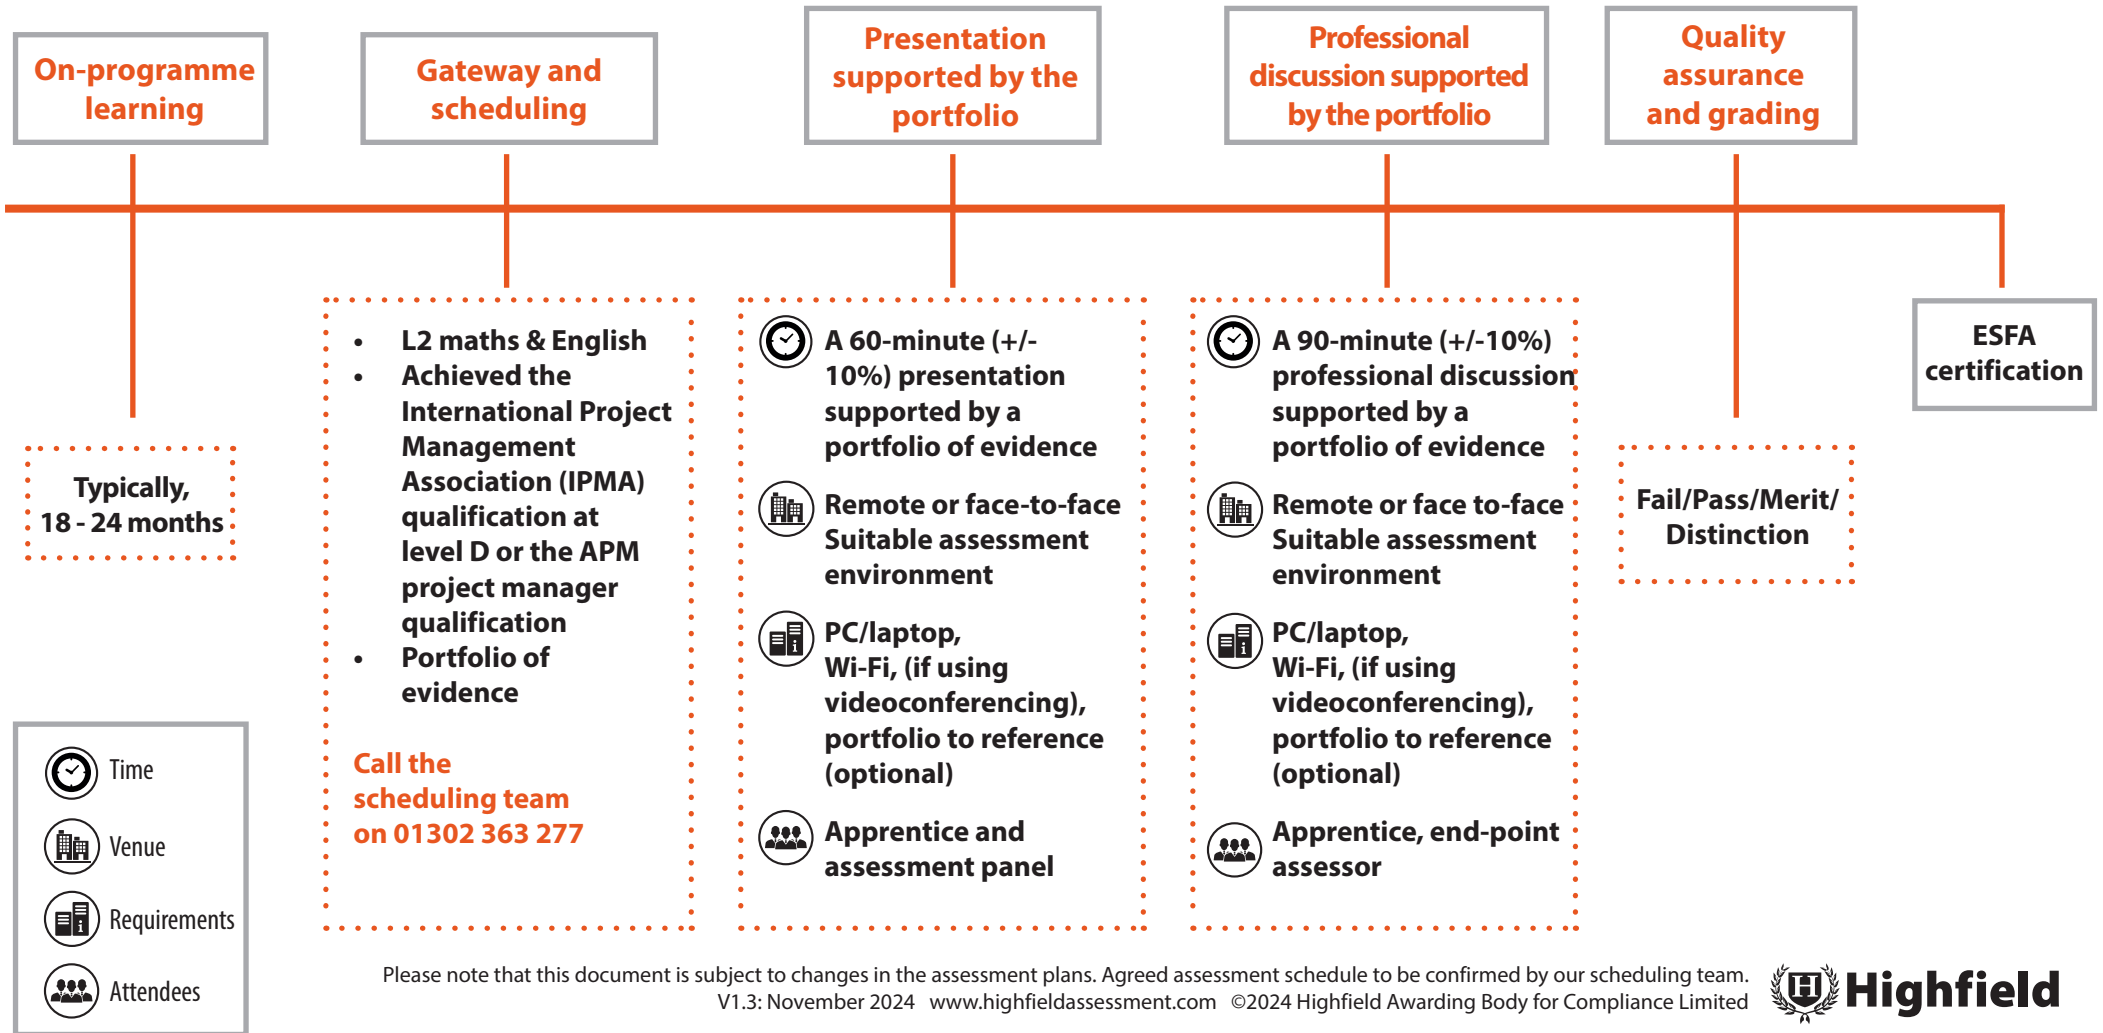 On-programme
learning
Gateway and
scheduling
Presentation
supported by the
portfolio
Professional
discussion supported
by the portfolio
Quality
assurance
and grading
Typically,
18 - 24 months
• L2 maths & English
• Achieved the
International Project
Management
Association (IPMA)
qualification at
level D or the APM
project manager
qualification
• Portfolio of
evidence
Call the
scheduling team
on 01302 363 277
A 60-minute (+/-
10%) presentation
supported by a
portfolio of evidence
Remote or face-to-face
Suitable assessment
environment
PC/laptop,
Wi-Fi, (if using
videoconferencing),
portfolio to reference
(optional)
Apprentice and
assessment panel
A 90-minute (+/-10%)
professional discussion
supported by a
portfolio of evidence
Remote or face to-face
Suitable assessment
environment
PC/laptop,
Wi-Fi, (if using
videoconferencing),
portfolio to reference
(optional)
Apprentice, end-point
assessor
Fail/Pass/Merit/
Distinction
ESFA
certification
Time
Venue
Requirements
Attendees
Please note that this document is subject to changes in the assessment plans. Agreed assessment schedule to be confirmed by our scheduling team.
V1.3: November 2024 www.highfieldassessment.com ©2024 Highfield Awarding Body for Compliance Limited
H Highfield